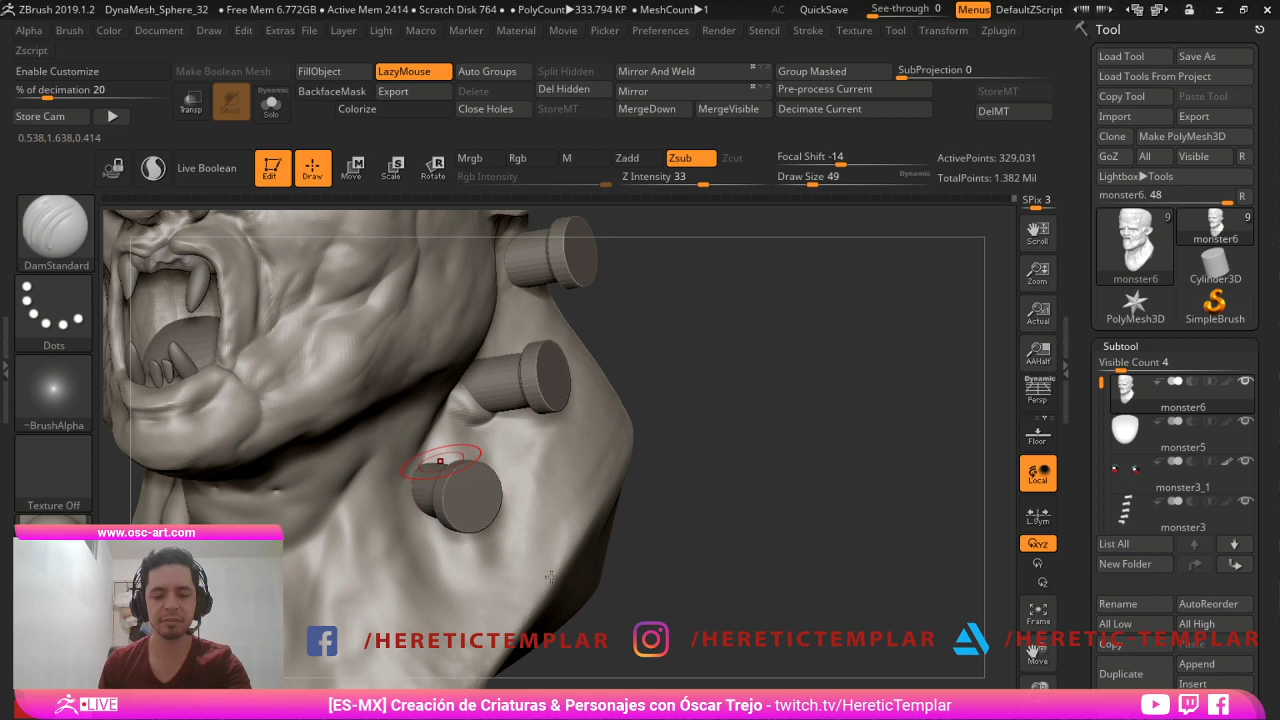 ZBrush 2019.1.2 DynaMesh_Sphere_32 • Free Mem 6.772GB • Active Mem 2414 • Scratch Disk 764 • PolyCount▶333.794 KP • MeshCount▶1 AC QuickSave See-through 0 Menus DefaultZScript
Alpha Brush Color Document Draw Edit Extras File Layer Light Macro Marker Material Movie Picker Preferences Render Stencil Stroke Texture Tool Transform Zplugin
Zscript
Enable Customize Make Boolean Mesh FillObject LazyMouse Auto Groups Split Hidden Mirror And Weld Group Masked SubProjection 0
% of decimation 20 Transp Ghost Dynamic Solo BackfaceMask Export Delete Del Hidden Mirror Pre-process Current StoreMT
Store Cam Colorize Close Holes StoreMT MergeDown MergeVisible Decimate Current DelMT
0.538,1.638,0.414
Live Boolean Edit Draw Move Scale Rotate Mrgb Rgb M Zadd Zsub Zcut Focal Shift -14 ActivePoints: 329,031
Rgb Intensity Z Intensity 33 Draw Size 49 Dynamic TotalPoints: 1.382 Mil
DamStandard
Dots
~BrushAlpha
Texture Off
SPix 3
Scroll
Zoom
Actual
AAHalf
Dynamic
Persp
Floor
Local
L.Sym
XYZ
Frame
Move
Tool
Load Tool Save As
Load Tools From Project
Copy Tool Paste Tool
Import Export
Clone Make PolyMesh3D
GoZ All Visible R
Lightbox▶Tools
monster6. 48 R
9 9
monster6
monster6 Cylinder3D
PolyMesh3D SimpleBrush
Subtool
Visible Count 4
monster6
monster5
monster3_1
monster3
List All
New Folder
Rename AutoReorder
All Low All High
Copy Paste
Duplicate Append
Insert
www.osc-art.com
/HERETICTEMPLAR /HERETICTEMPLAR /HERETIC-TEMPLAR
LIVE [ES-MX] Creación de Criaturas & Personajes con Óscar Trejo - twitch.tv/HereticTemplar